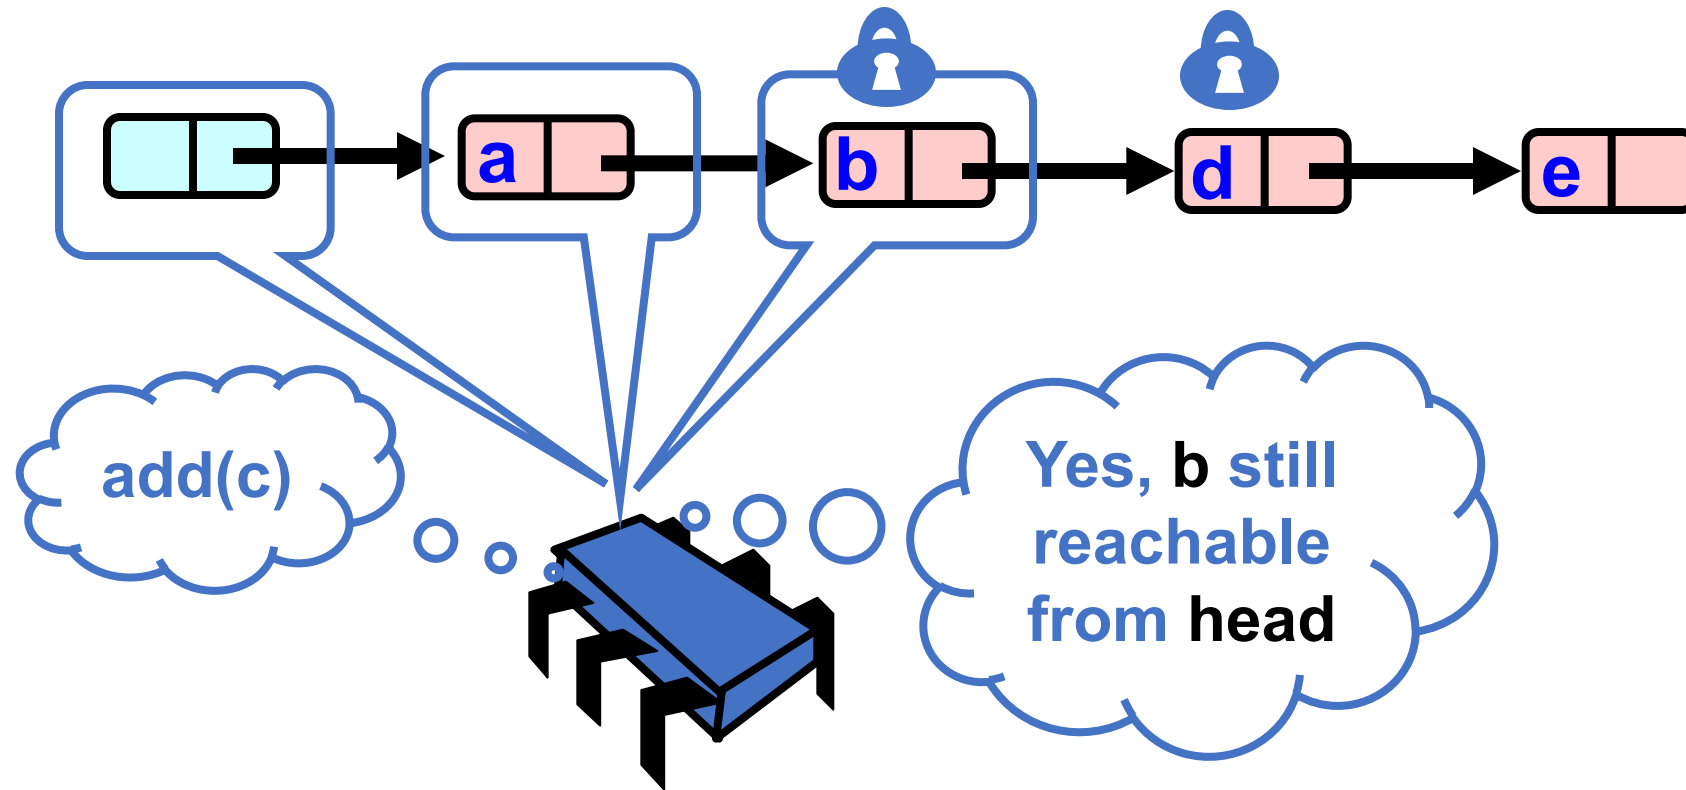 a
b
d
e
add(c)
Yes, b still
reachable
from head